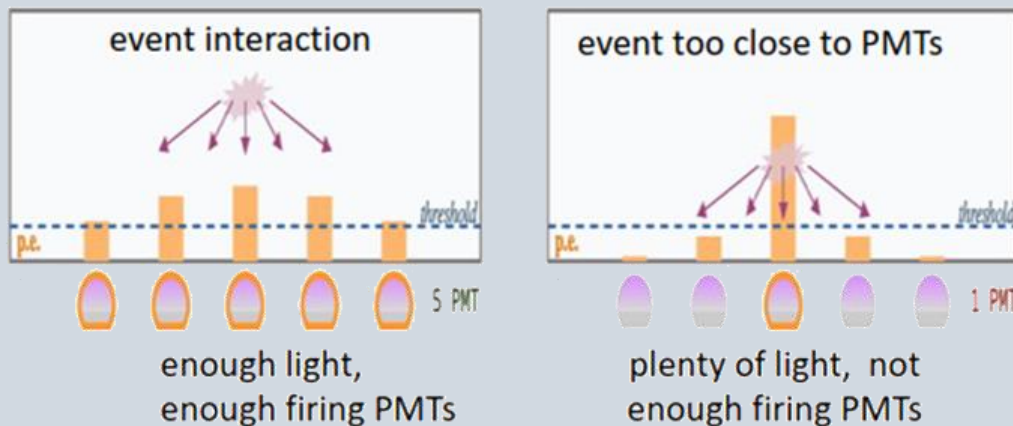 event interaction
threshold
p.e.
5 PMT
enough light,
enough firing PMTs
event too close to PMTs
threshold
p.e.
1 PMT
plenty of light, not
enough firing PMTs